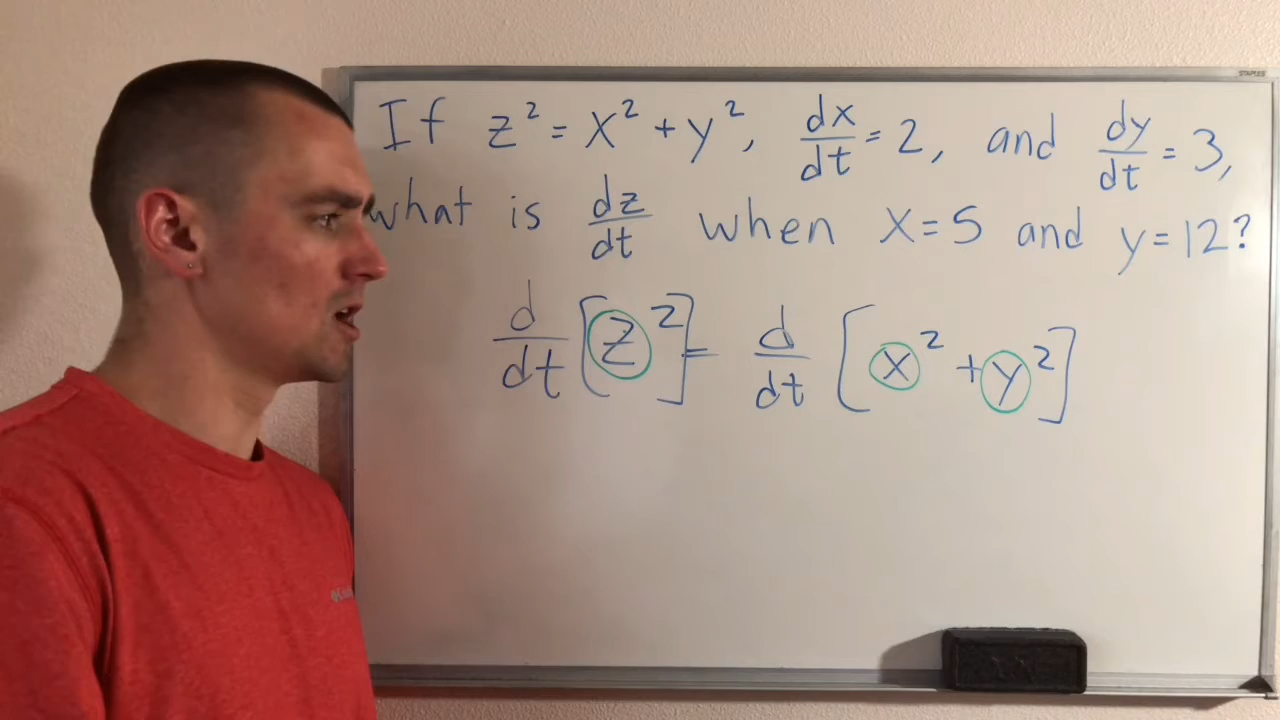 STAPLES
If z² = x² + y², dx/dt = 2, and dy/dt = 3,
what is dz/dt when x=5 and y=12?
d/dt [z²] = d/dt [x² + y²]